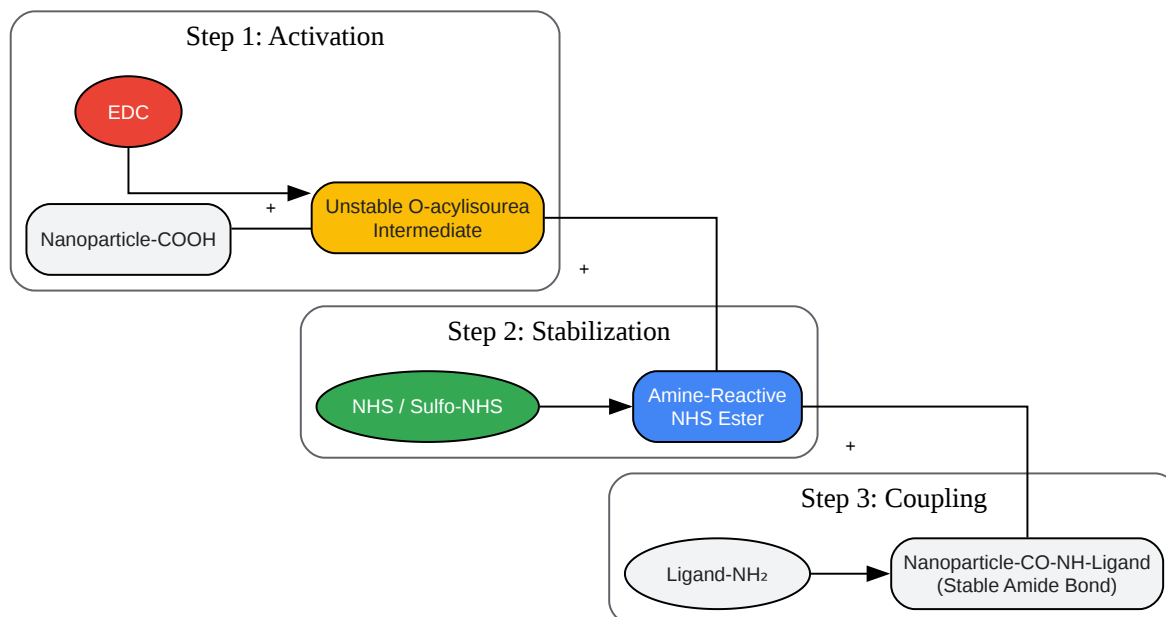 Step 1: Activation
EDC
+
Nanoparticle-COOH
Unstable O-acylisourea
Intermediate
+
Step 2: Stabilization
NHS / Sulfo-NHS
Amine-Reactive
NHS Ester
+
Step 3: Coupling
Ligand-NH₂
Nanoparticle-CO-NH-Ligand
(Stable Amide Bond)